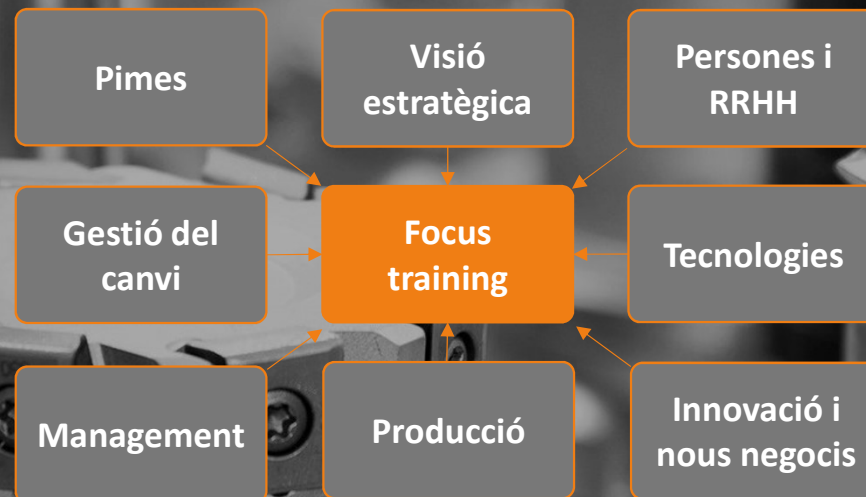 Pimes
Visió
estratègica
Persones i
RRHH
Gestió del
canvi
Focus
training
Tecnologies
Management
Producció
Innovació i
nous negocis